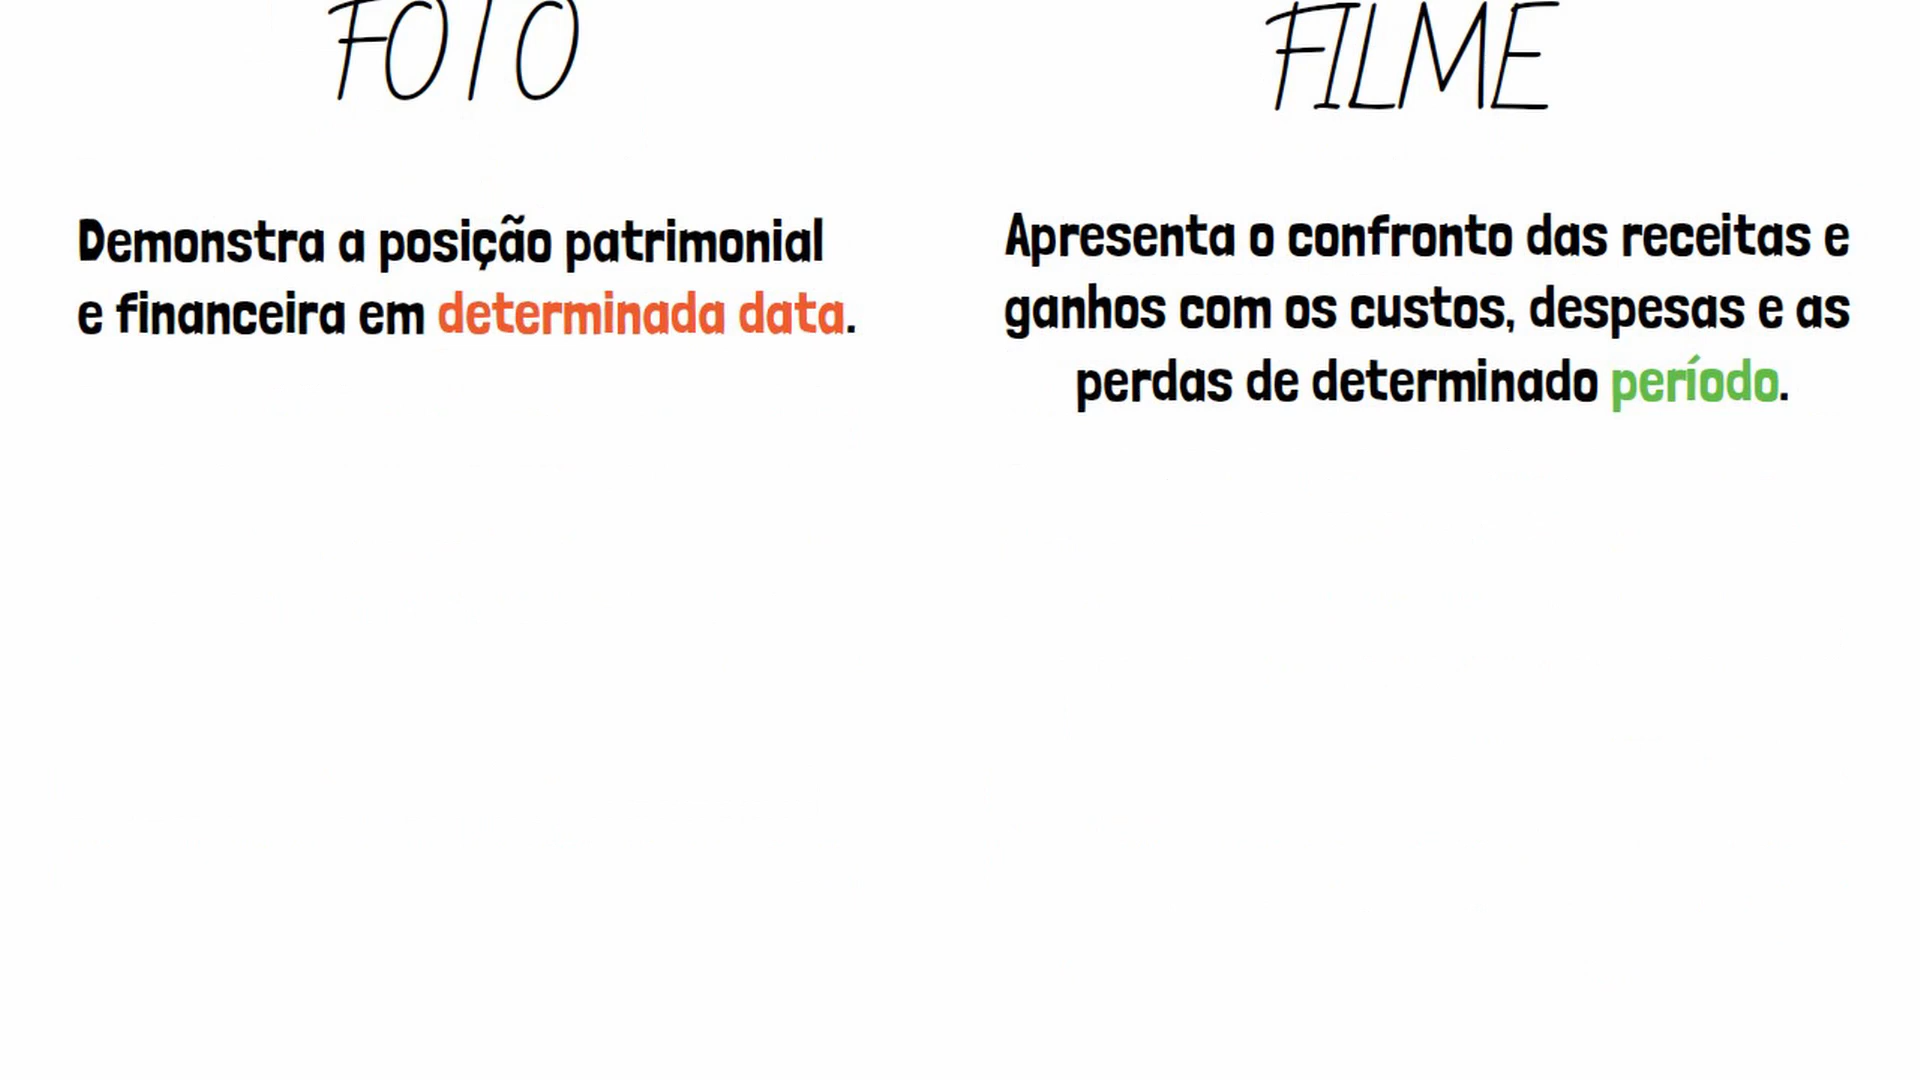 FOTO
Demonstra a posição patrimonial
e financeira em determinada data.
FILME
Apresenta o confronto das receitas e
ganhos com os custos, despesas e as
perdas de determinado período.